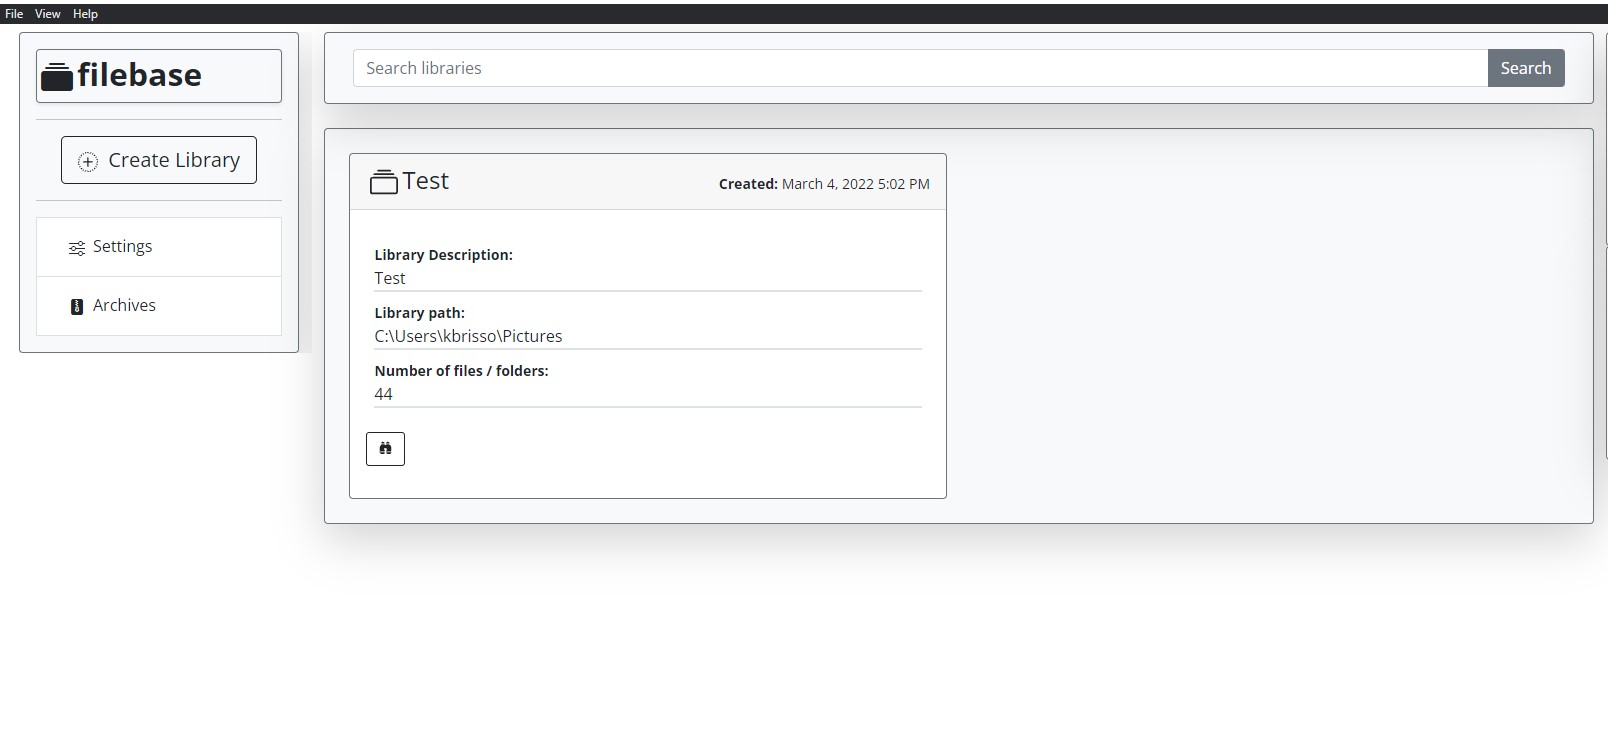 File View Help
filebase
Create Library
Settings
Archives
Search libraries
Search
Test
Created: March 4, 2022 5:02 PM
Library Description:
Test
Library path:
C:\Users\kbrisso\Pictures
Number of files / folders:
44